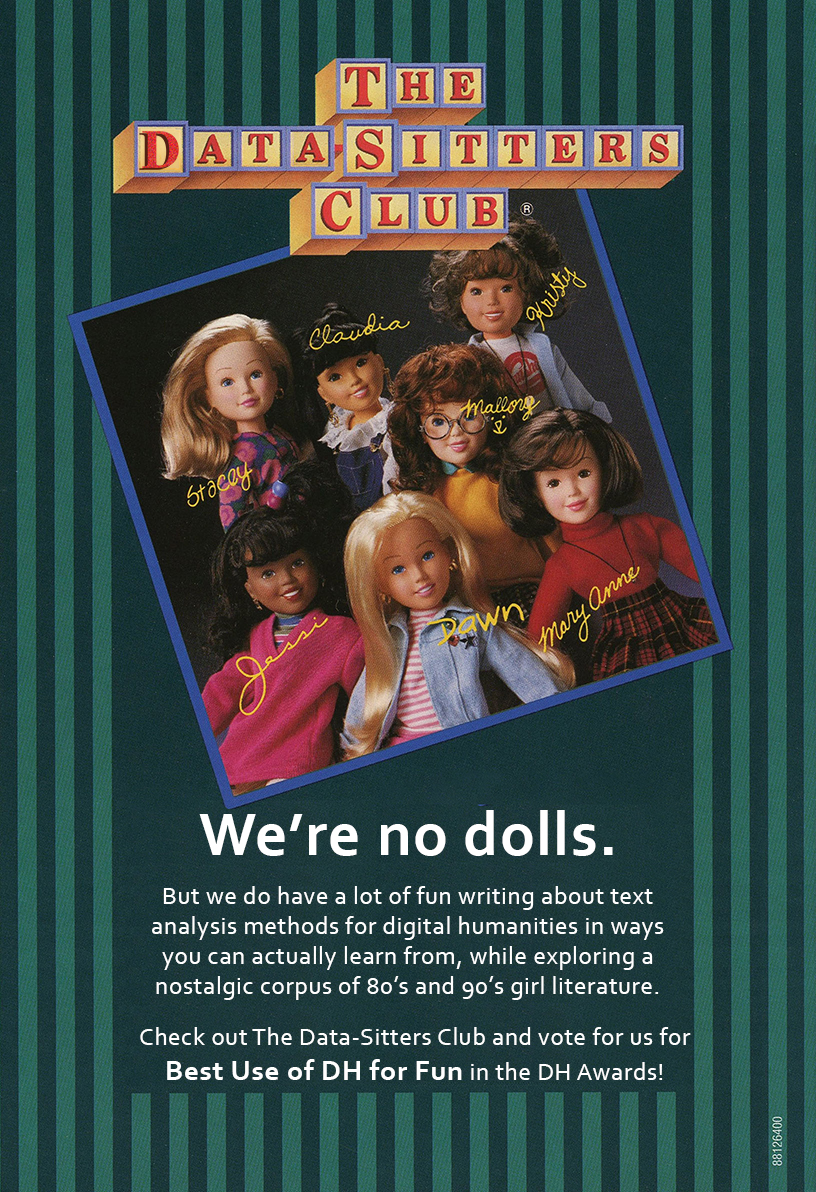 THE
DATA-SITTERS
CLUB®
Claudia
Kristy
Mallory
Stacey
Jessi
Dawn
Mary Anne
We’re no dolls.
But we do have a lot of fun writing about text
analysis methods for digital humanities in ways
you can actually learn from, while exploring a
nostalgic corpus of 80’s and 90’s girl literature.
Check out The Data-Sitters Club and vote for us for
Best Use of DH for Fun in the DH Awards!
88126400